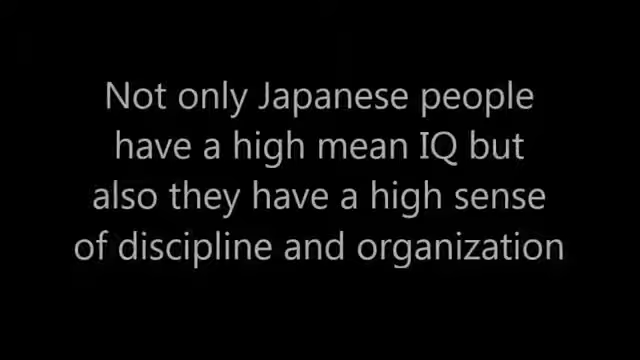 Not only Japanese people
have a high mean IQ but
also they have a high sense
of discipline and organization